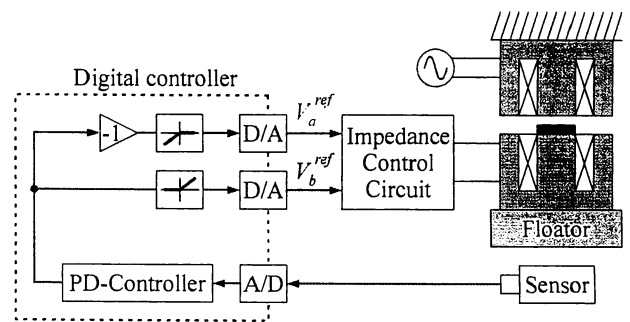 Digital controller
-1
D/A
V_a^ref
D/A
V_b^ref
Impedance
Control
Circuit
Floator
PD-Controller
A/D
Sensor